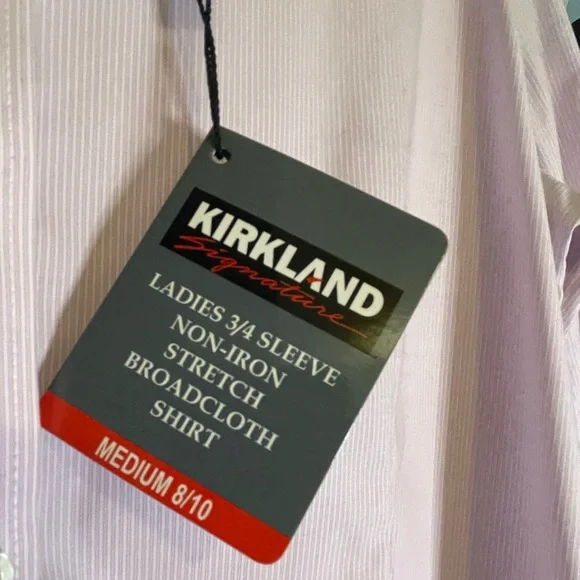 KIRKLAND
Signature
LADIES 3/4 SLEEVE
NON-IRON
STRETCH
BROADCLOTH
SHIRT
MEDIUM 8/10